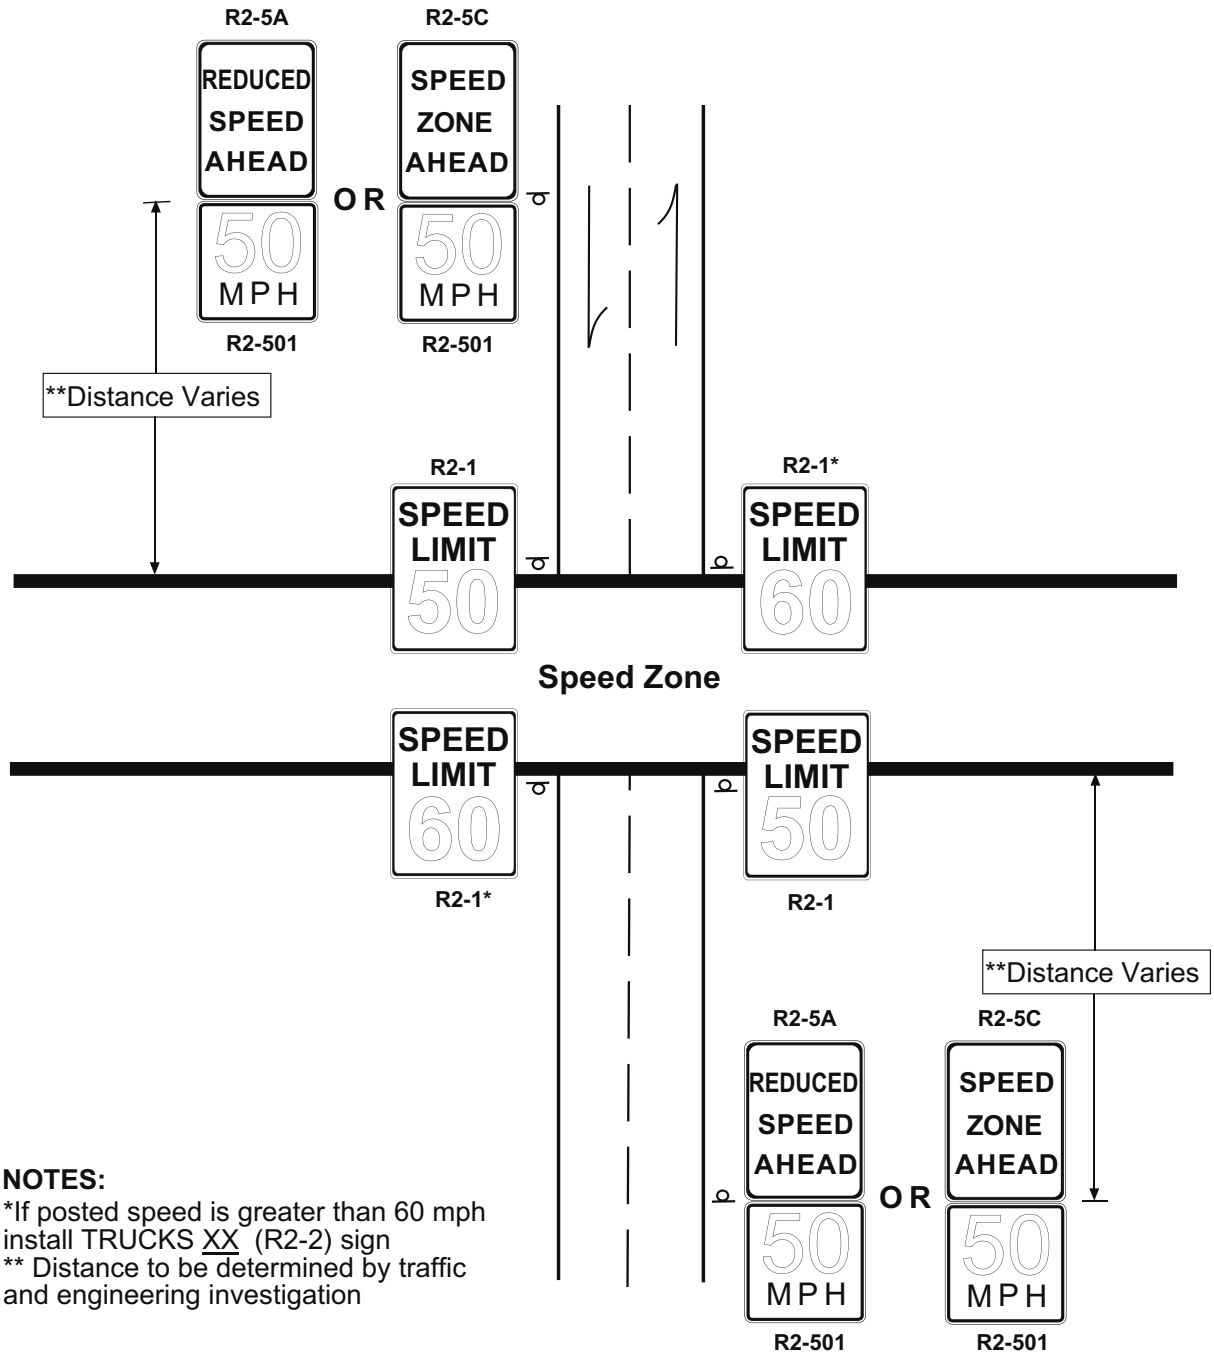 R2-5A
REDUCED
SPEED
AHEAD
50
MPH
R2-501
OR
R2-5C
SPEED
ZONE
AHEAD
50
MPH
R2-501
**Distance Varies
R2-1
SPEED
LIMIT
50
R2-1*
SPEED
LIMIT
60
Speed Zone
SPEED
LIMIT
60
R2-1*
SPEED
LIMIT
50
R2-1
**Distance Varies
R2-5A
REDUCED
SPEED
AHEAD
50
MPH
R2-501
OR
R2-5C
SPEED
ZONE
AHEAD
50
MPH
R2-501
NOTES:
*If posted speed is greater than 60 mph
install TRUCKS XX (R2-2) sign
** Distance to be determined by traffic
and engineering investigation